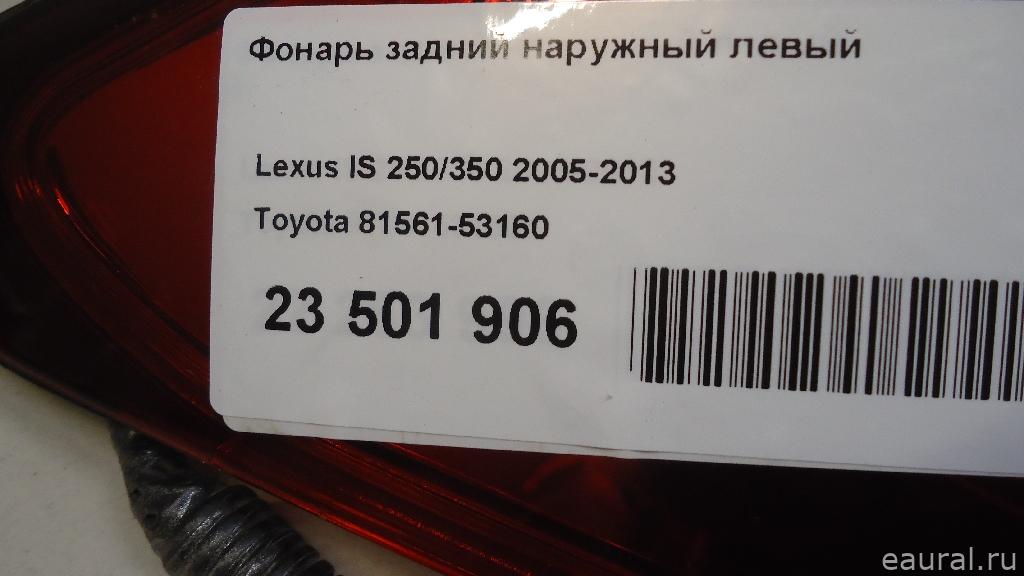 Фонарь задний наружный левый
Lexus IS 250/350 2005-2013
Toyota 81561-53160
23 501 906
eaural.ru